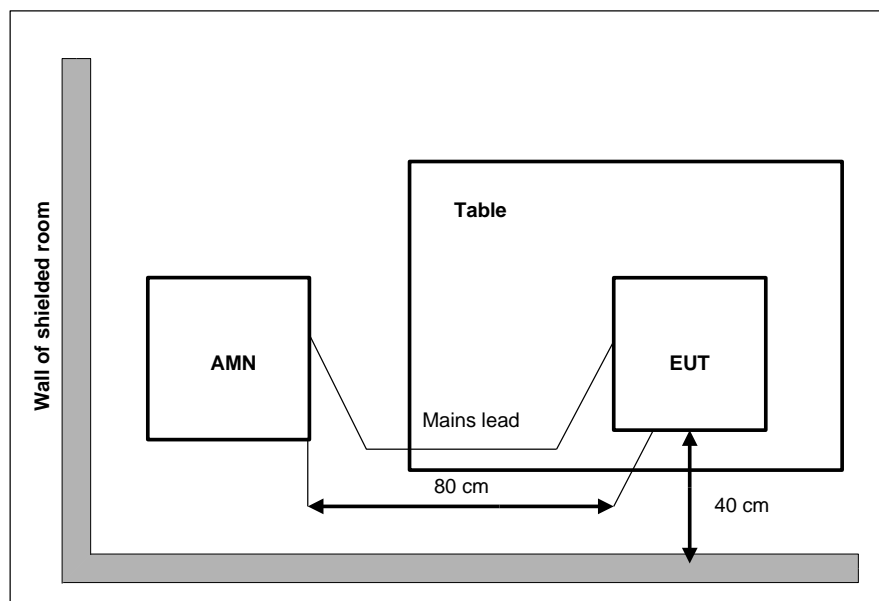 Wall of shielded room
Table
AMN
EUT
Mains lead
80 cm
40 cm